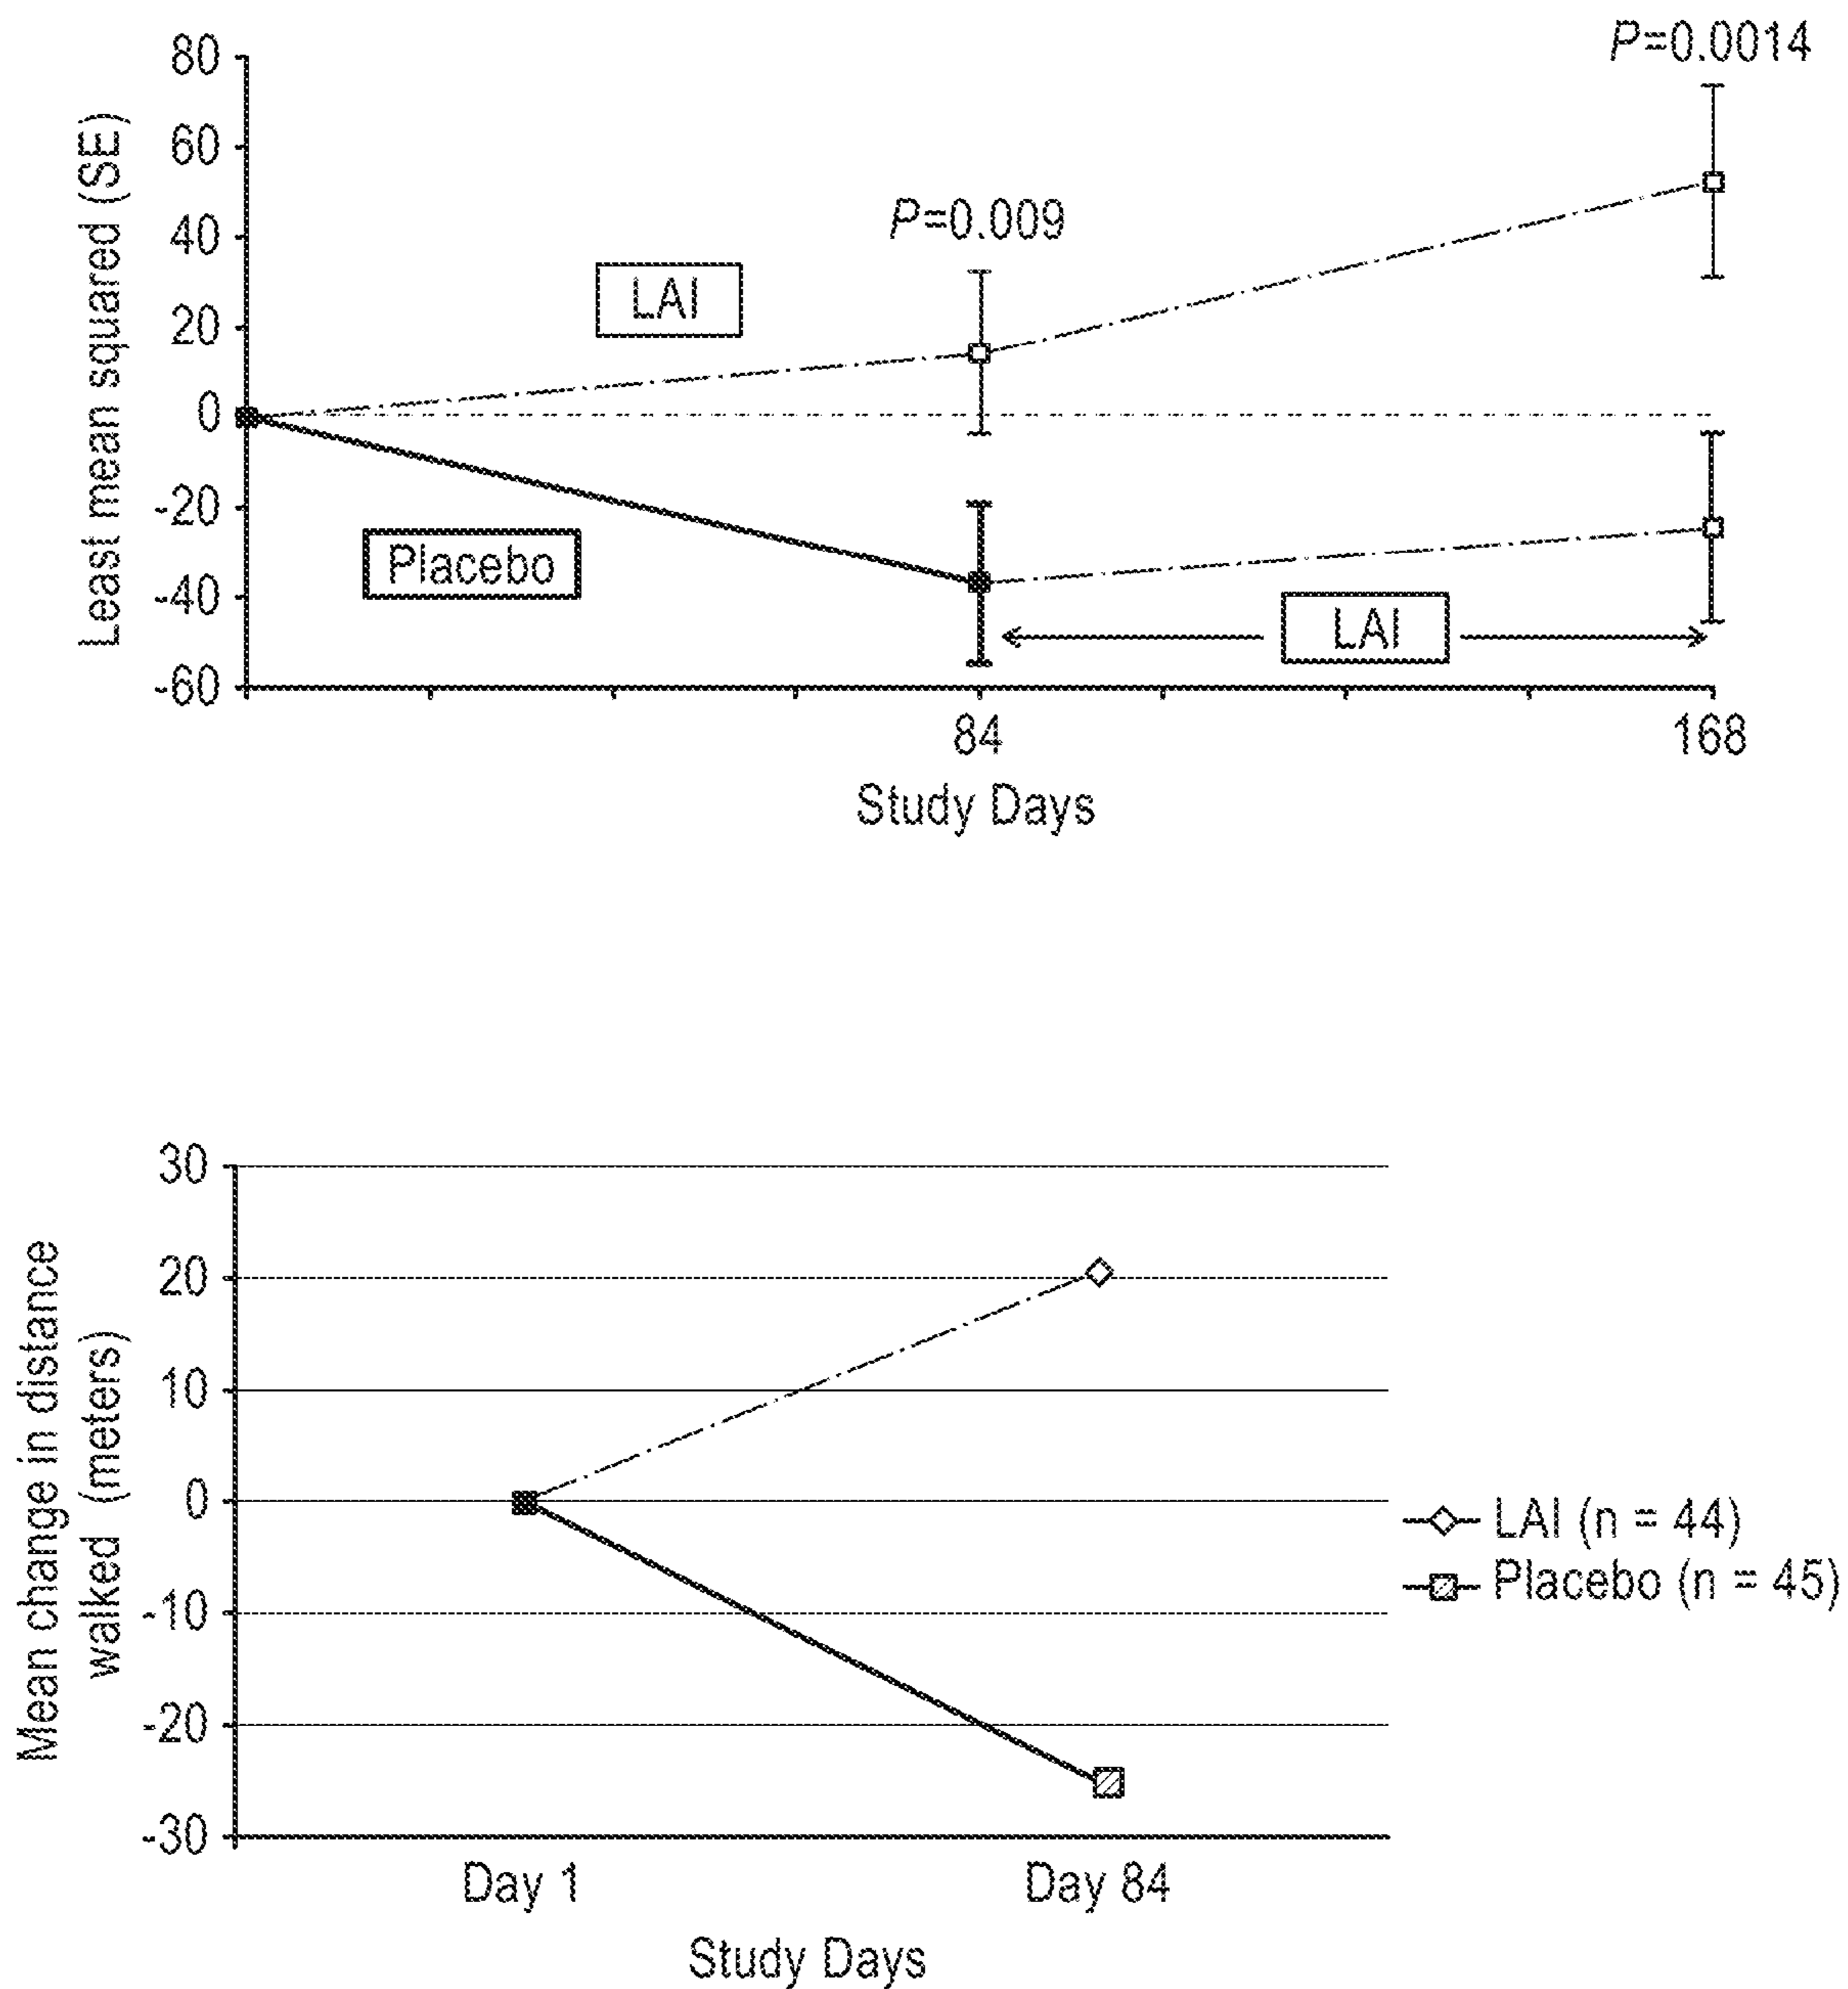 P=0.0014
80
60
40
20
0
-20
-40
-60
Least mean squared (SE)
P=0.009
LAI
Placebo
LAI
84
168
Study Days
30
20
10
0
-10
-20
-30
Mean change in distance
walked (meters)
LAI (n = 44)
Placebo (n = 45)
Day 1
Day 84
Study Days